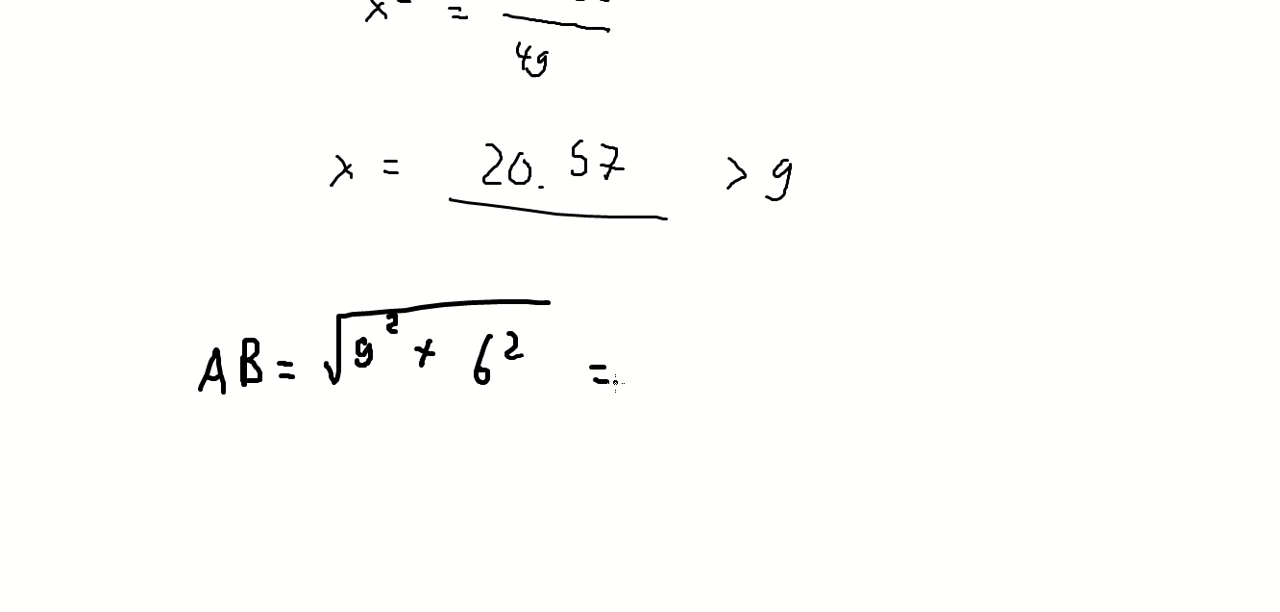 x =
49
x = 20.57 > 9
AB = √9² + 6² =